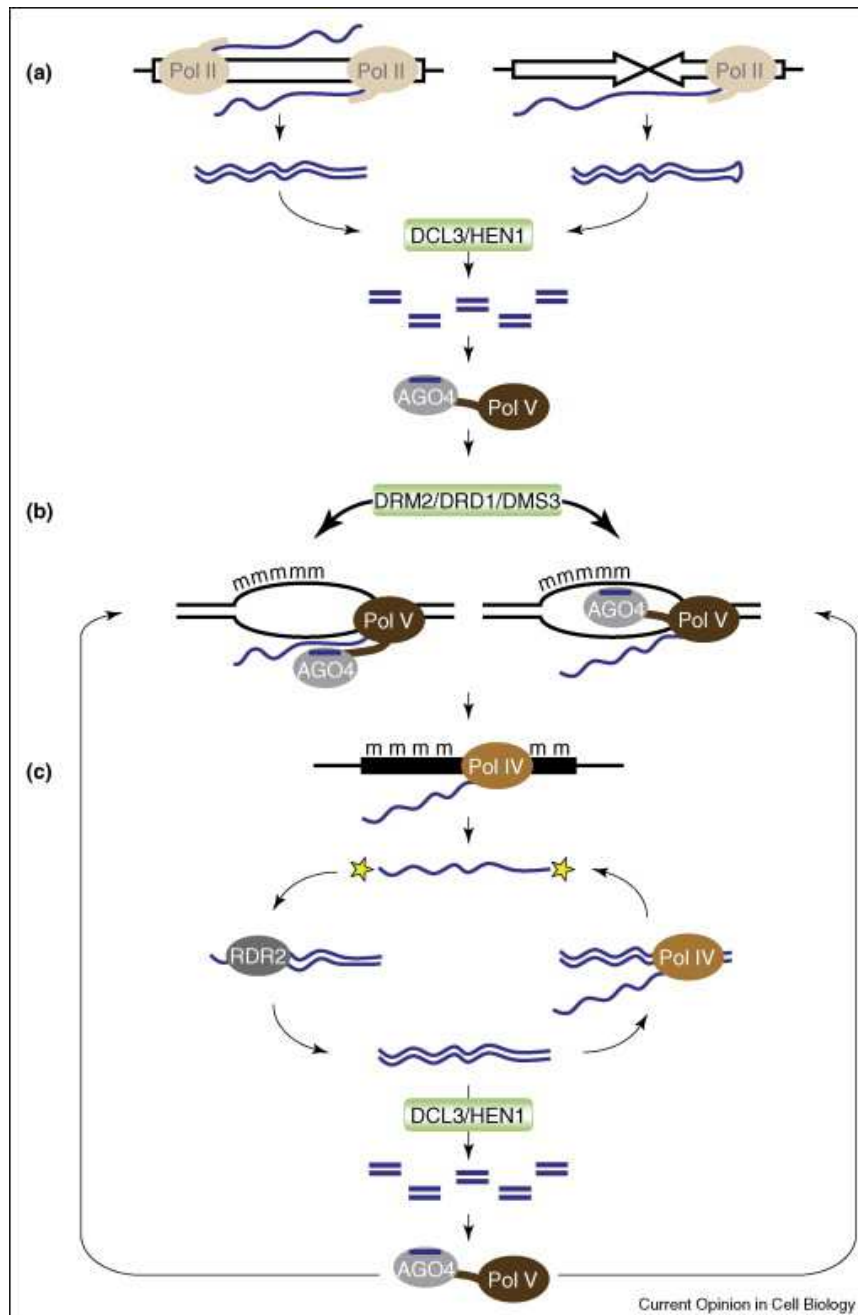 (a)
Pol II Pol II Pol II
DCL3/HEN1
AGO4 Pol V
(b)
DRM2/DRD1/DMS3
mmmmm mmmmm
Pol V AGO4 Pol V
AGO4
m m m m m m
(c)
Pol IV
RDR2 Pol IV
DCL3/HEN1
AGO4 Pol V
Current Opinion in Cell Biology